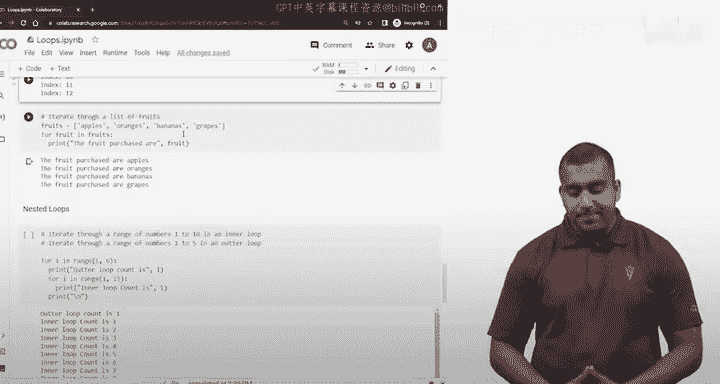 GPT中英字幕课程资源@bilibili.com
Loops.ipynb - Colaboratory
Incognito (3)
Loops.ipynb
Comment
Share
A
File Edit View Insert Runtime Tools Help All changes saved
+ Code + Text
RAM
Disk
Editing
Index: 11
Index: 12
# Iterate throgh a list of fruits
fruits = ['apples', 'oranges', 'bananas', 'grapes']
for fruit in fruits:
print("The fruit purchased are", fruit)
The fruit purchased are apples
The fruit purchased are oranges
The fruit purchased are bananas
The fruit purchased are grapes
Nested Loops
[ ] # Iterate through a range of numbers 1 to 10 in an inner loop
# Iterate through a range of numbers 1 to 5 in an outter loop
for i in range(1, 6):
print("Outter loop count is", i)
for i in range(1, 11):
print("Inner loop Count is", i)
print("\n")
Outter loop count is 1
Inner loop Count is 1
Inner loop Count is 2
Inner loop Count is 3
Inner loop Count is 4
Inner loop Count is 5
Inner loop Count is 6
Inner loop Count is 7